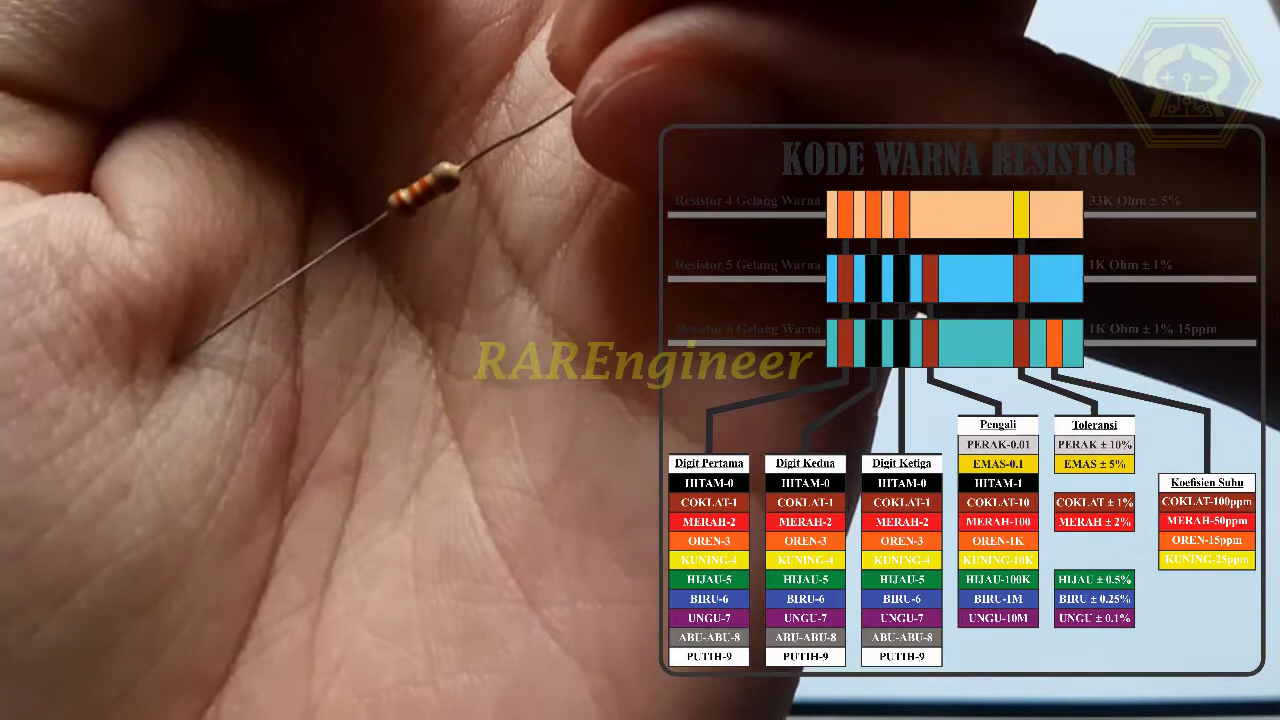 KODE WARNA RESISTOR
Resistor 4 Gelang Warna
33K Ohm ± 5%
Resistor 5 Gelang Warna
1K Ohm ± 1%
Resistor 6 Gelang Warna
1K Ohm ± 1% 15ppm
RAREngineer
Digit Pertama
HITAM-0
COKLAT-1
MERAH-2
OREN-3
KUNING-4
HIJAU-5
BIRU-6
UNGU-7
ABU-ABU-8
PUTIH-9
Digit Kedua
HITAM-0
COKLAT-1
MERAH-2
OREN-3
KUNING-4
HIJAU-5
BIRU-6
UNGU-7
ABU-ABU-8
PUTIH-9
Digit Ketiga
HITAM-0
COKLAT-1
MERAH-2
OREN-3
KUNING-4
HIJAU-5
BIRU-6
UNGU-7
ABU-ABU-8
PUTIH-9
Pengali
PERAK-0.01
EMAS-0.1
HITAM-1
COKLAT-10
MERAH-100
OREN-1K
KUNING-10K
HIJAU-100K
BIRU-1M
UNGU-10M
Toleransi
PERAK ± 10%
EMAS ± 5%
COKLAT ± 1%
MERAH ± 2%
HIJAU ± 0.5%
BIRU ± 0.25%
UNGU ± 0.1%
Koefisien Suhu
COKLAT-100ppm
MERAH-50ppm
OREN-15ppm
KUNING-25ppm